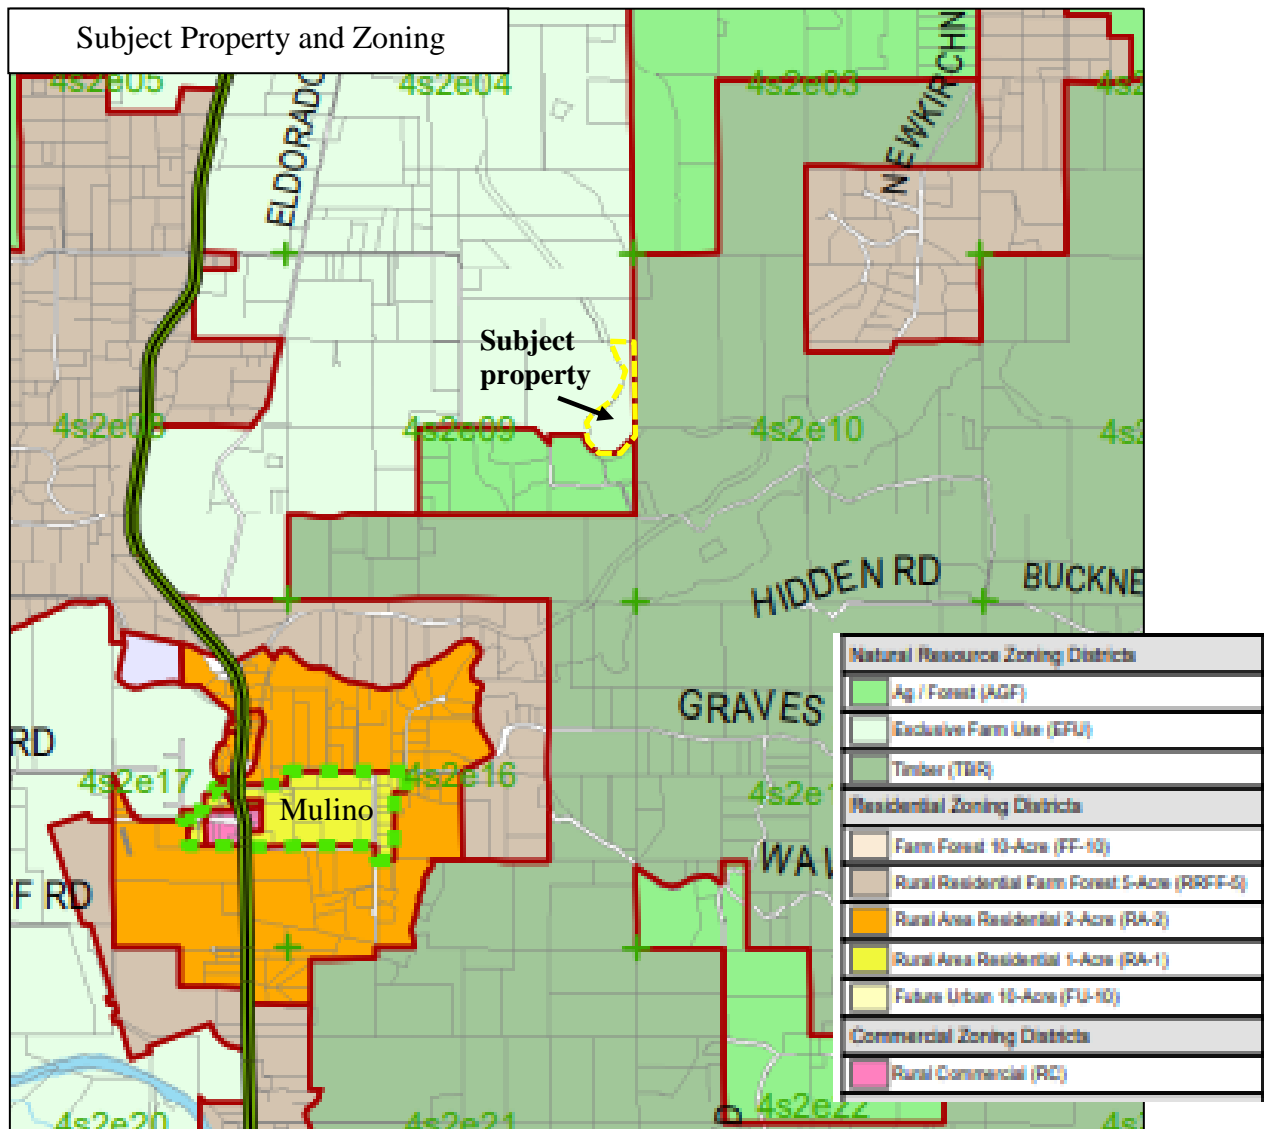 Subject Property and Zoning
4s2e05
4s2e04
4s2e03
ELDORADO
NEWKIRCHN
Subject
property
4s2e08
4s2e09
4s2e10
HIDDEN RD
BUCKNE
GRAVES
RD
4s2e17
4s2e16
Mulino
WAV
F RD
4s2e20
4s2e21
4s2e22
Natural Resource Zoning Districts
Ag / Forest (AGF)
Exclusive Farm Use (EFU)
Timber (TBR)
Residential Zoning Districts
Farm Forest 10-Acre (FF-10)
Rural Residential Farm Forest 5-Acre (RRFF-5)
Rural Area Residential 2-Acre (RA-2)
Rural Area Residential 1-Acre (RA-1)
Future Urban 10-Acre (FU-10)
Commercial Zoning Districts
Rural Commercial (RC)